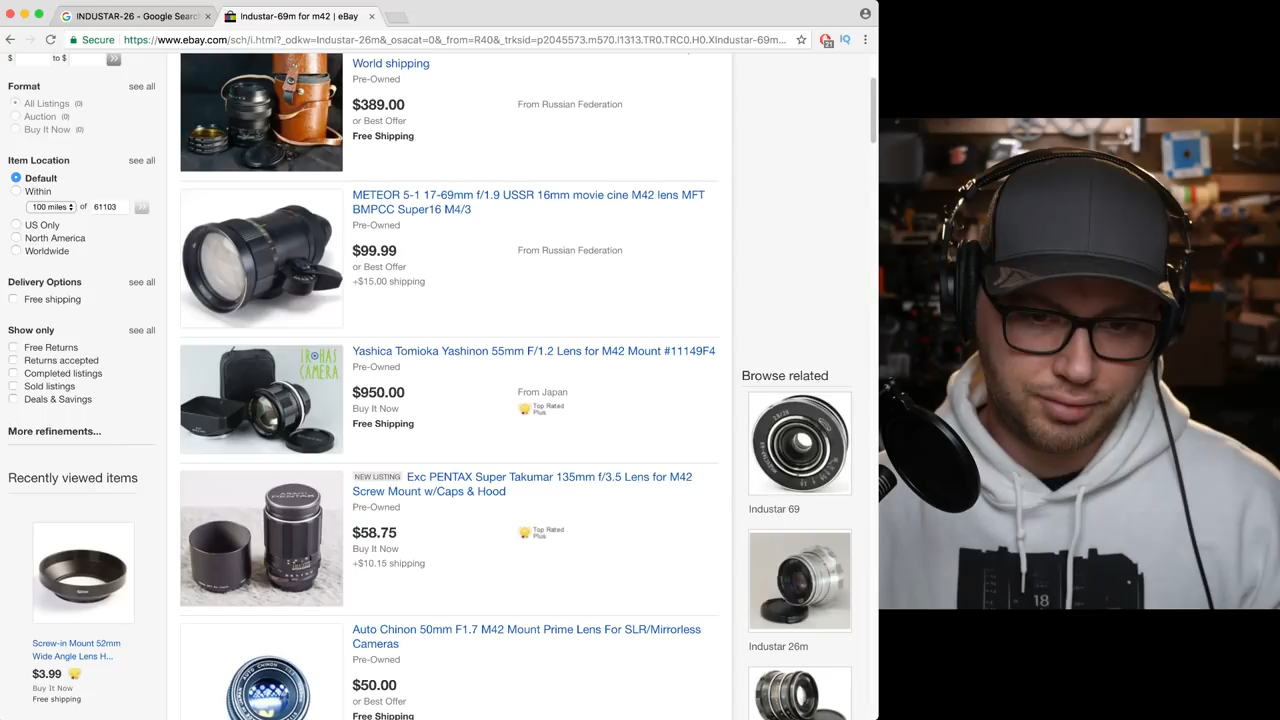 INDUSTAR-26 - Google Searc
Industar-69m for m42 | eBay
Secure
https://www.ebay.com/sch/i.html?_odkw=Industar-26m&_osacat=0&_from=R40&_trksid=p2045573.m570.l1313.TR0.TRC0.H0.XIndustar-69m...
21
IQ
$ to $
Format
see all
All Listings (0)
Auction (0)
Buy It Now (0)
Item Location
see all
Default
Within
100 miles of 61103
US Only
North America
Worldwide
Delivery Options
see all
Free shipping
Show only
see all
Free Returns
Returns accepted
Completed listings
Sold listings
Deals & Savings
More refinements...
Recently viewed items
Screw-in Mount 52mm
Wide Angle Lens H...
$3.99
Buy It Now
Free shipping
World shipping
Pre-Owned
$389.00
From Russian Federation
or Best Offer
Free Shipping
METEOR 5-1 17-69mm f/1.9 USSR 16mm movie cine M42 lens MFT
BMPCC Super16 M4/3
Pre-Owned
$99.99
From Russian Federation
or Best Offer
+$15.00 shipping
IROHAS
CAMERA
Yashica Tomioka Yashinon 55mm F/1.2 Lens for M42 Mount #11149F4
Pre-Owned
$950.00
From Japan
Buy It Now
Top Rated
Plus
Free Shipping
NEW LISTING Exc PENTAX Super Takumar 135mm f/3.5 Lens for M42
Screw Mount w/Caps & Hood
Pre-Owned
$58.75
Top Rated
Plus
Buy It Now
+$10.15 shipping
Auto Chinon 50mm F1.7 M42 Mount Prime Lens For SLR/Mirrorless
Cameras
Pre-Owned
$50.00
or Best Offer
Free Shipping
Browse related
Industar 69
Industar 26m
18